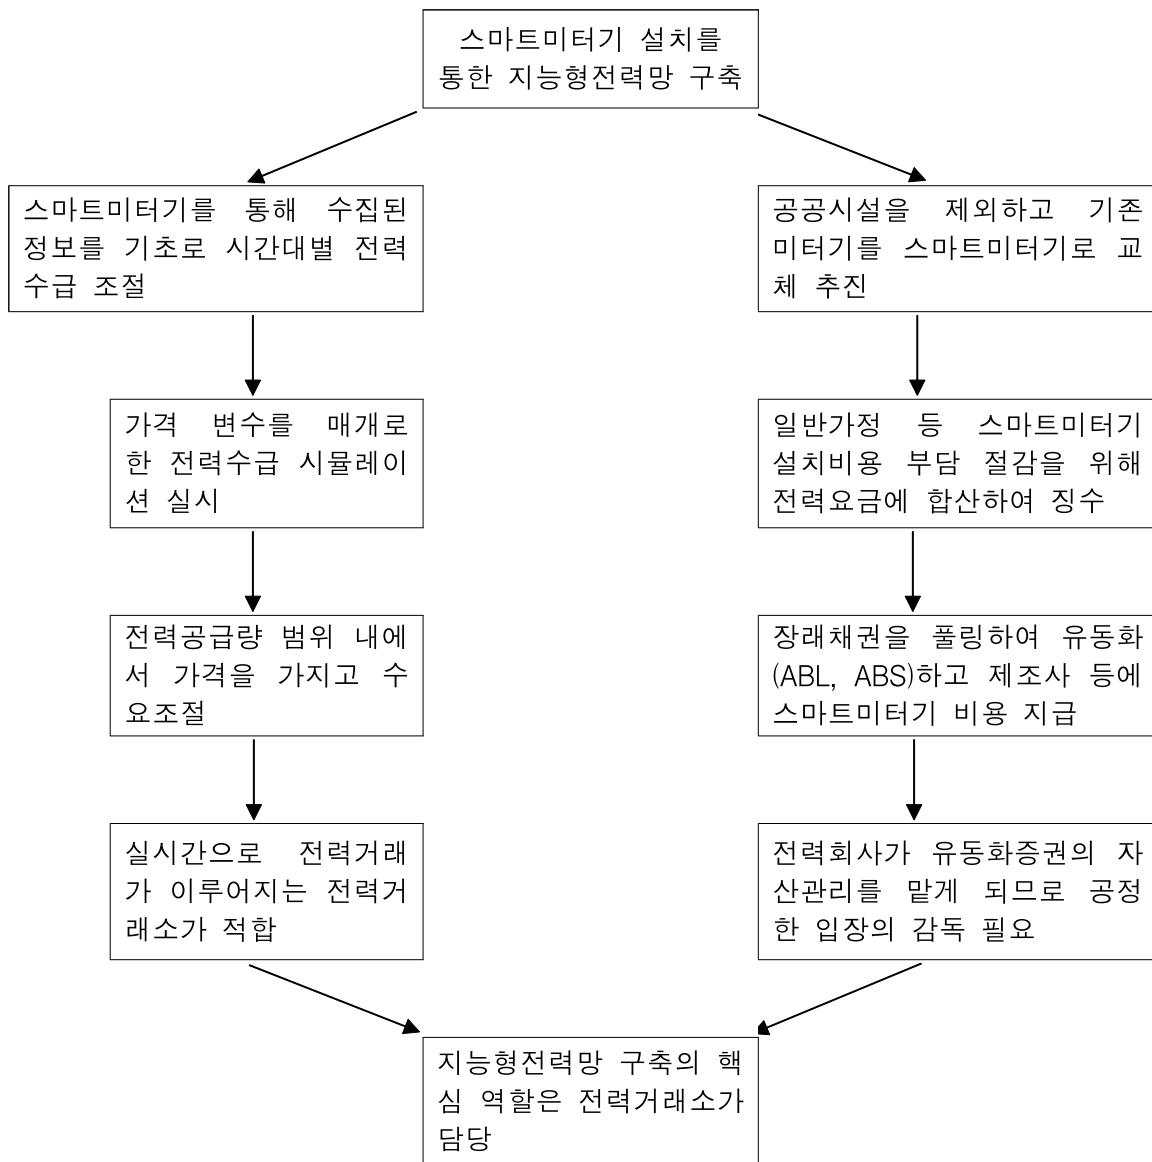 스마트미터기 설치를
통한 지능형전력망 구축
스마트미터기를 통해 수집된
정보를 기초로 시간대별 전력
수급 조절
공공시설을 제외하고 기존
미터기를 스마트미터기로 교
체 추진
가격 변수를 매개로
한 전력수급 시뮬레이
션 실시
일반가정 등 스마트미터기
설치비용 부담 절감을 위해
전력요금에 합산하여 징수
전력공급량 범위 내에
서 가격을 가지고 수
요조절
장래채권을 풀링하여 유동화
(ABL, ABS)하고 제조사 등에
스마트미터기 비용 지급
실시간으로 전력거래
가 이루어지는 전력거
래소가 적합
전력회사가 유동화증권의 자
산관리를 맡게 되므로 공정
한 입장의 감독 필요
지능형전력망 구축의 핵
심 역할은 전력거래소가
담당